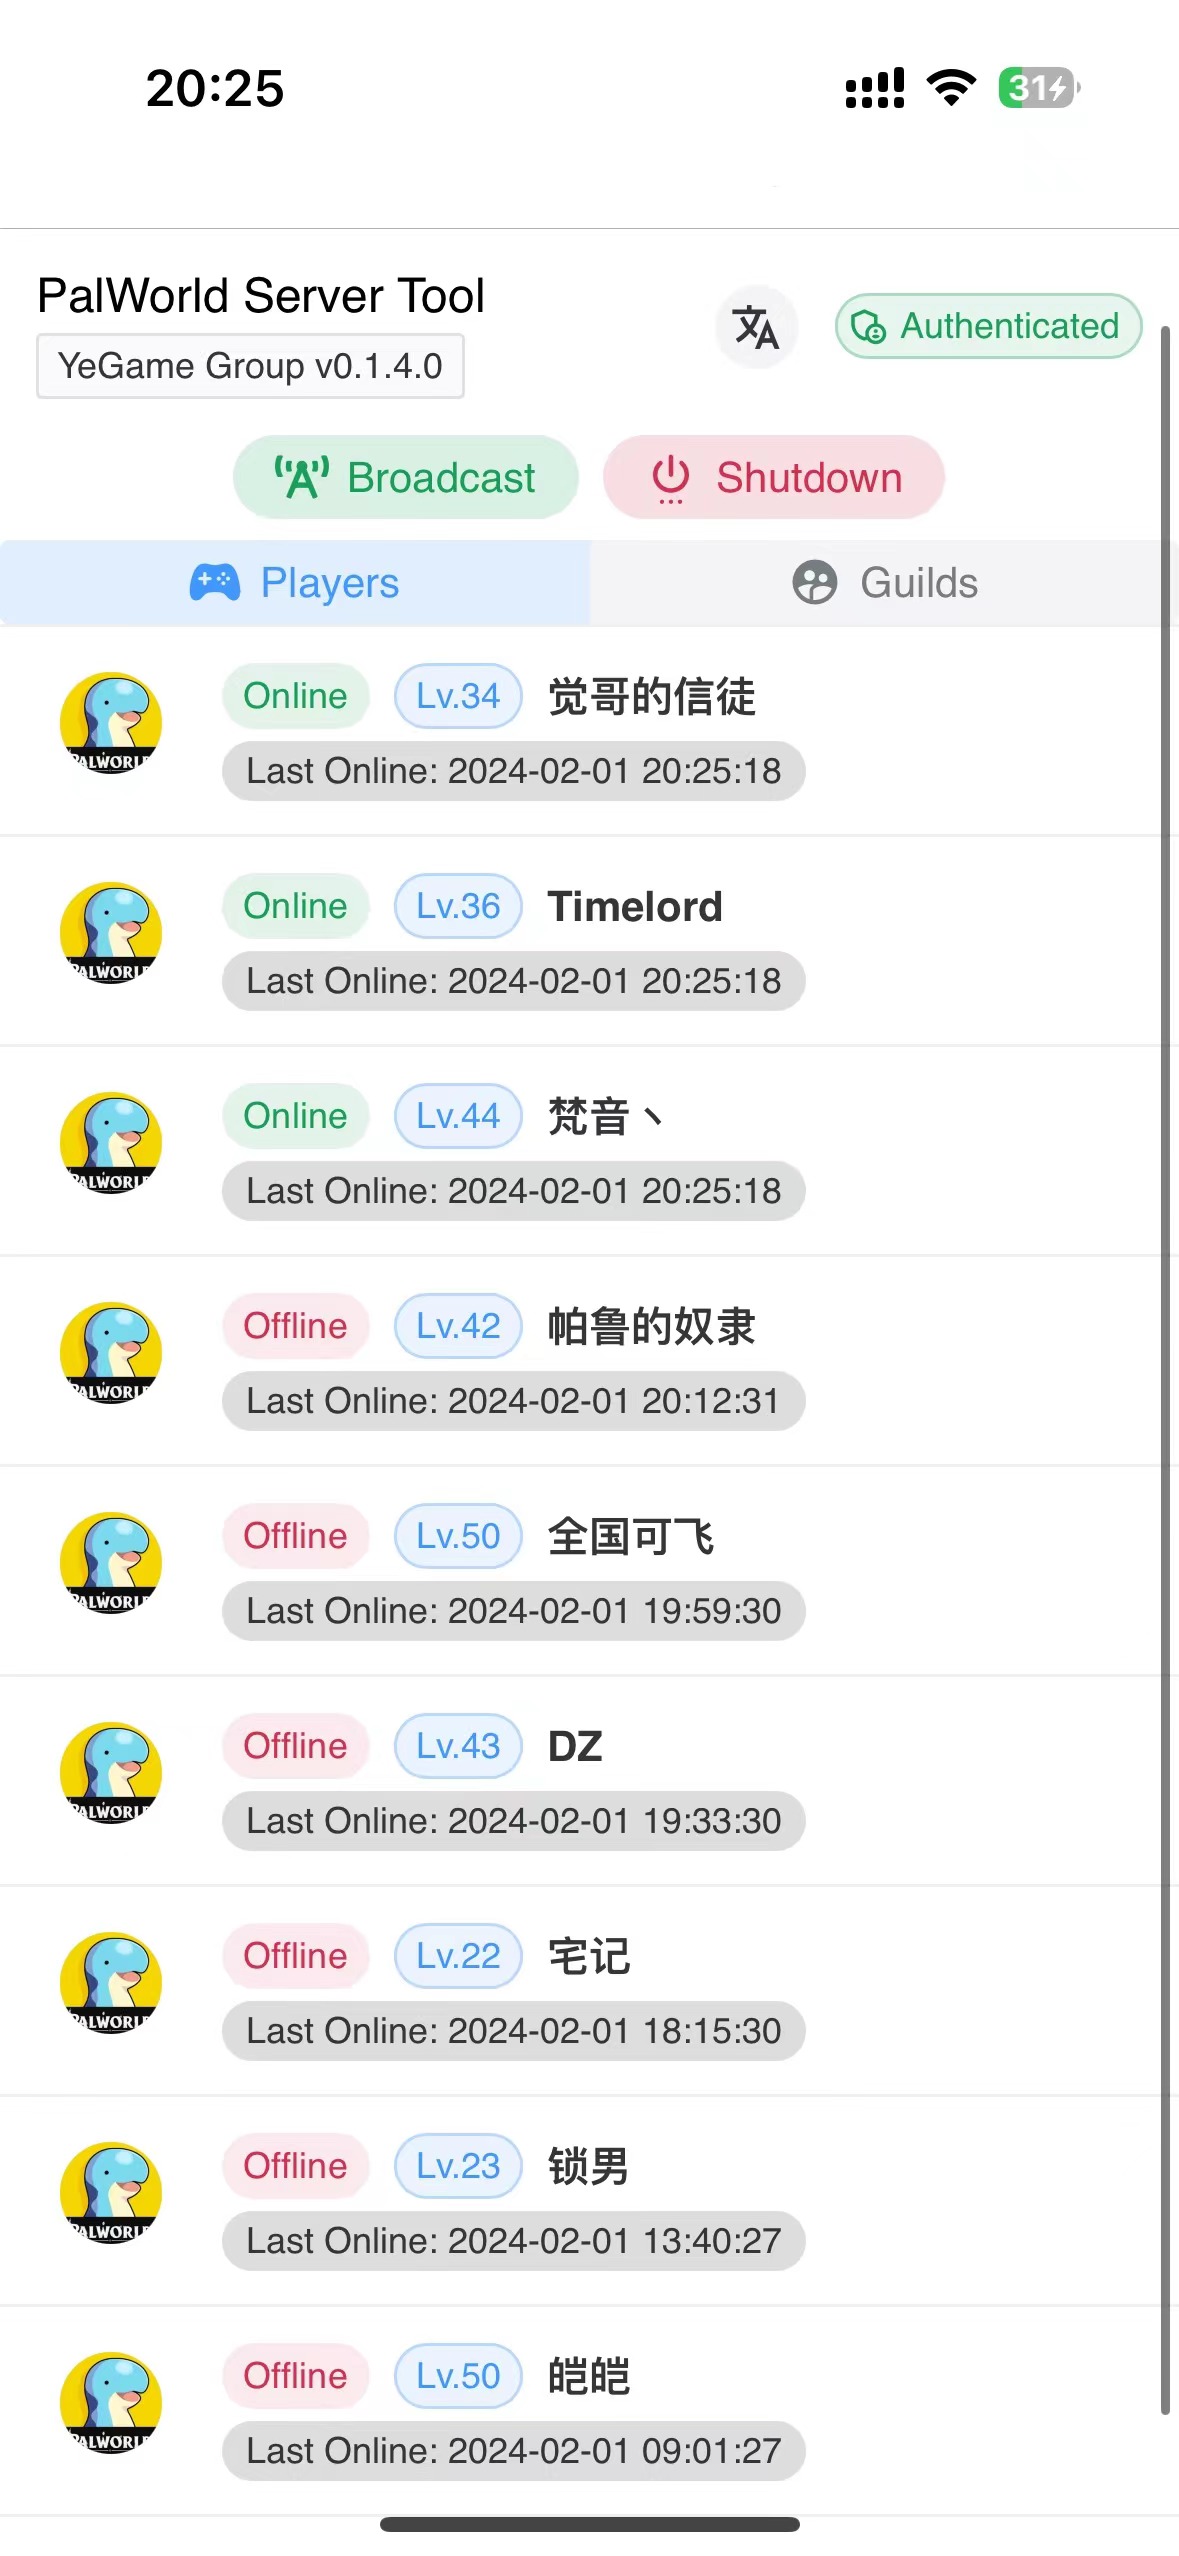 20:25
31
PalWorld Server Tool
YeGame Group v0.1.4.0
文A
Authenticated
Broadcast
Shutdown
Players
Guilds
Online Lv.34 觉哥的信徒
PALWORLD
Last Online: 2024-02-01 20:25:18
Online Lv.36 Timelord
PALWORLD
Last Online: 2024-02-01 20:25:18
Online Lv.44 梵音丶
PALWORLD
Last Online: 2024-02-01 20:25:18
Offline Lv.42 帕鲁的奴隶
PALWORLD
Last Online: 2024-02-01 20:12:31
Offline Lv.50 全国可飞
PALWORLD
Last Online: 2024-02-01 19:59:30
Offline Lv.43 DZ
PALWORLD
Last Online: 2024-02-01 19:33:30
Offline Lv.22 宅记
PALWORLD
Last Online: 2024-02-01 18:15:30
Offline Lv.23 锁男
PALWORLD
Last Online: 2024-02-01 13:40:27
Offline Lv.50 皑皑
PALWORLD
Last Online: 2024-02-01 09:01:27